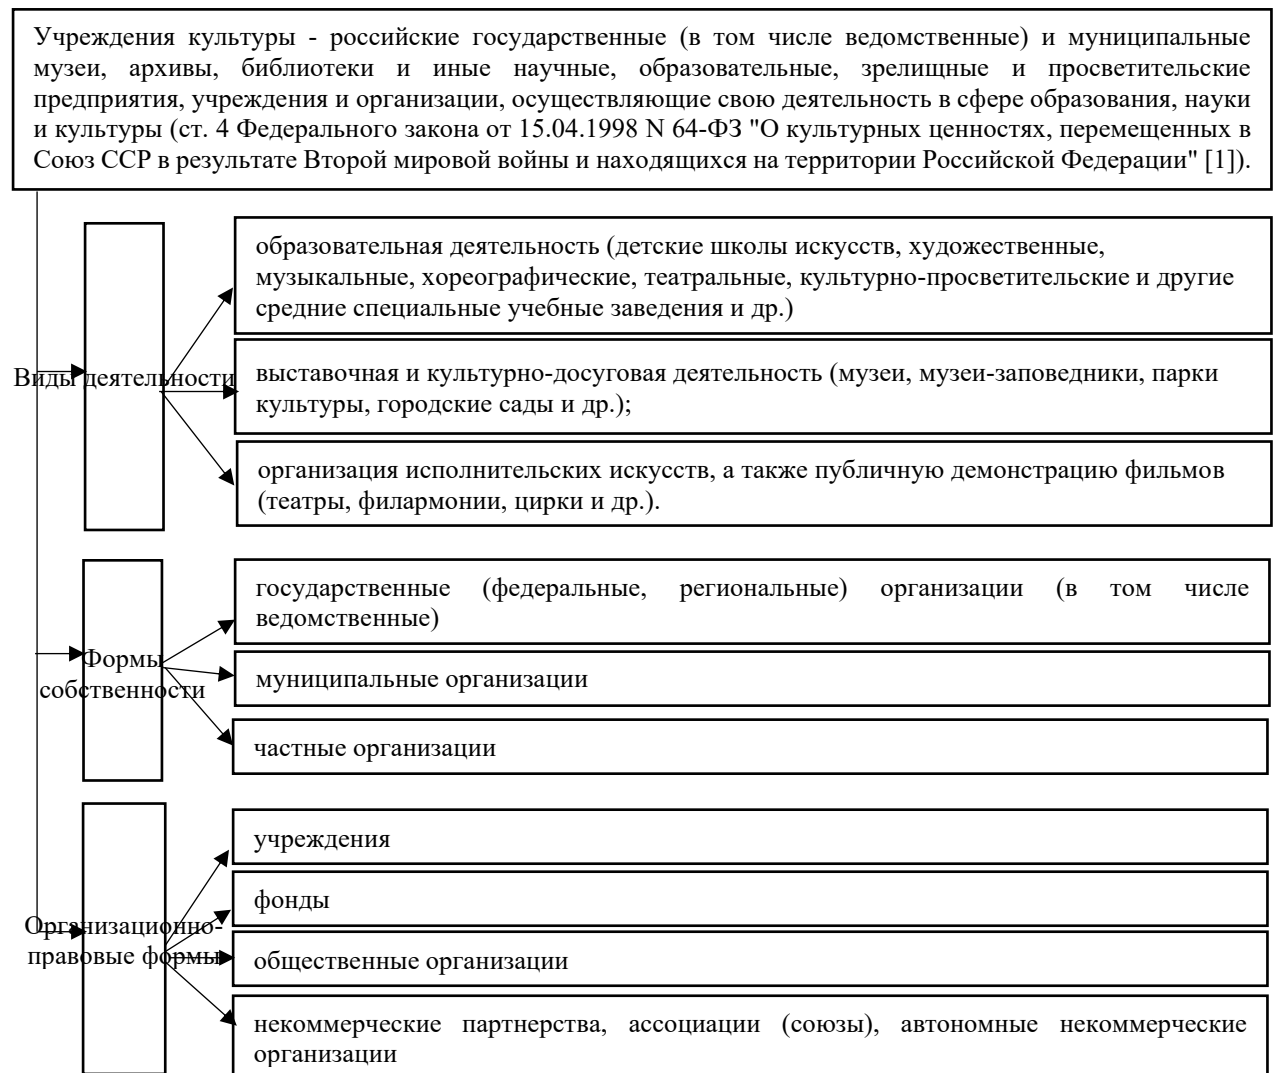 Учреждения культуры - российские государственные (в том числе ведомственные) и муниципальные
музеи, архивы, библиотеки и иные научные, образовательные, зрелищные и просветительские
предприятия, учреждения и организации, осуществляющие свою деятельность в сфере образования, науки
и культуры (ст. 4 Федерального закона от 15.04.1998 N 64-ФЗ "О культурных ценностях, перемещенных в
Союз ССР в результате Второй мировой войны и находящихся на территории Российской Федерации" [1]).
Виды деятельности
образовательная деятельность (детские школы искусств, художественные,
музыкальные, хореографические, театральные, культурно-просветительские и другие
средние специальные учебные заведения и др.)
выставочная и культурно-досуговая деятельность (музеи, музеи-заповедники, парки
культуры, городские сады и др.);
организация исполнительских искусств, а также публичную демонстрацию фильмов
(театры, филармонии, цирки и др.).
Формы
собственности
государственные (федеральные, региональные) организации (в том числе
ведомственные)
муниципальные организации
частные организации
Организационно-
правовые формы
учреждения
фонды
общественные организации
некоммерческие партнерства, ассоциации (союзы), автономные некоммерческие
организации